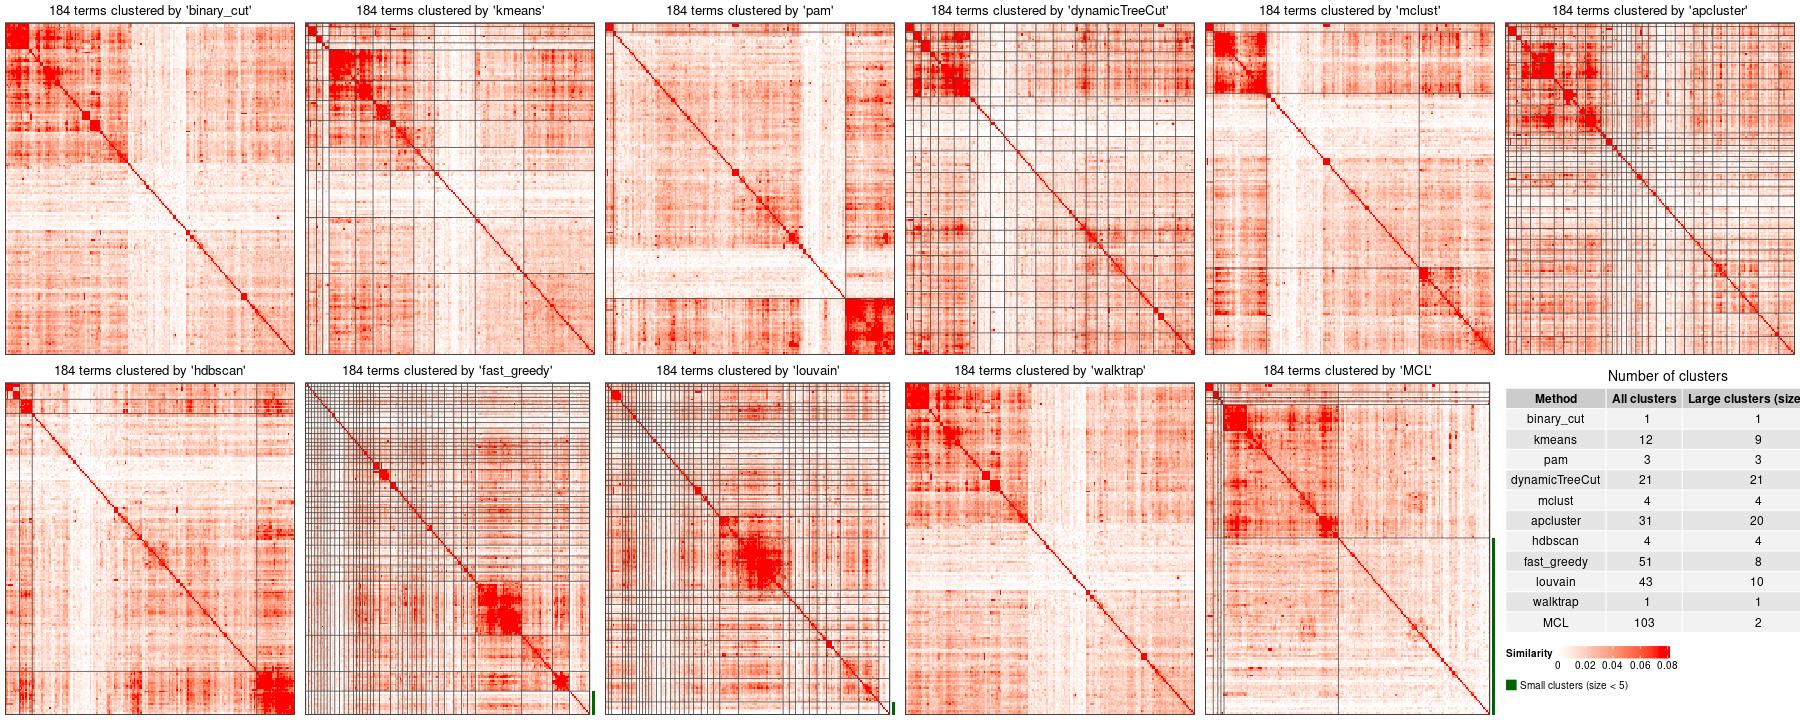 184 terms clustered by 'binary_cut'
184 terms clustered by 'kmeans'
184 terms clustered by 'pam'
184 terms clustered by 'dynamicTreeCut'
184 terms clustered by 'mclust'
184 terms clustered by 'apcluster'
184 terms clustered by 'hdbscan'
184 terms clustered by 'fast_greedy'
184 terms clustered by 'louvain'
184 terms clustered by 'walktrap'
184 terms clustered by 'MCL'
Number of clusters
Method All clusters Large clusters (size
binary_cut 1 1
kmeans 12 9
pam 3 3
dynamicTreeCut 21 21
mclust 4 4
apcluster 31 20
hdbscan 4 4
fast_greedy 51 8
louvain 43 10
walktrap 1 1
MCL 103 2
Similarity
0 0.02 0.04 0.06 0.08
Small clusters (size < 5)